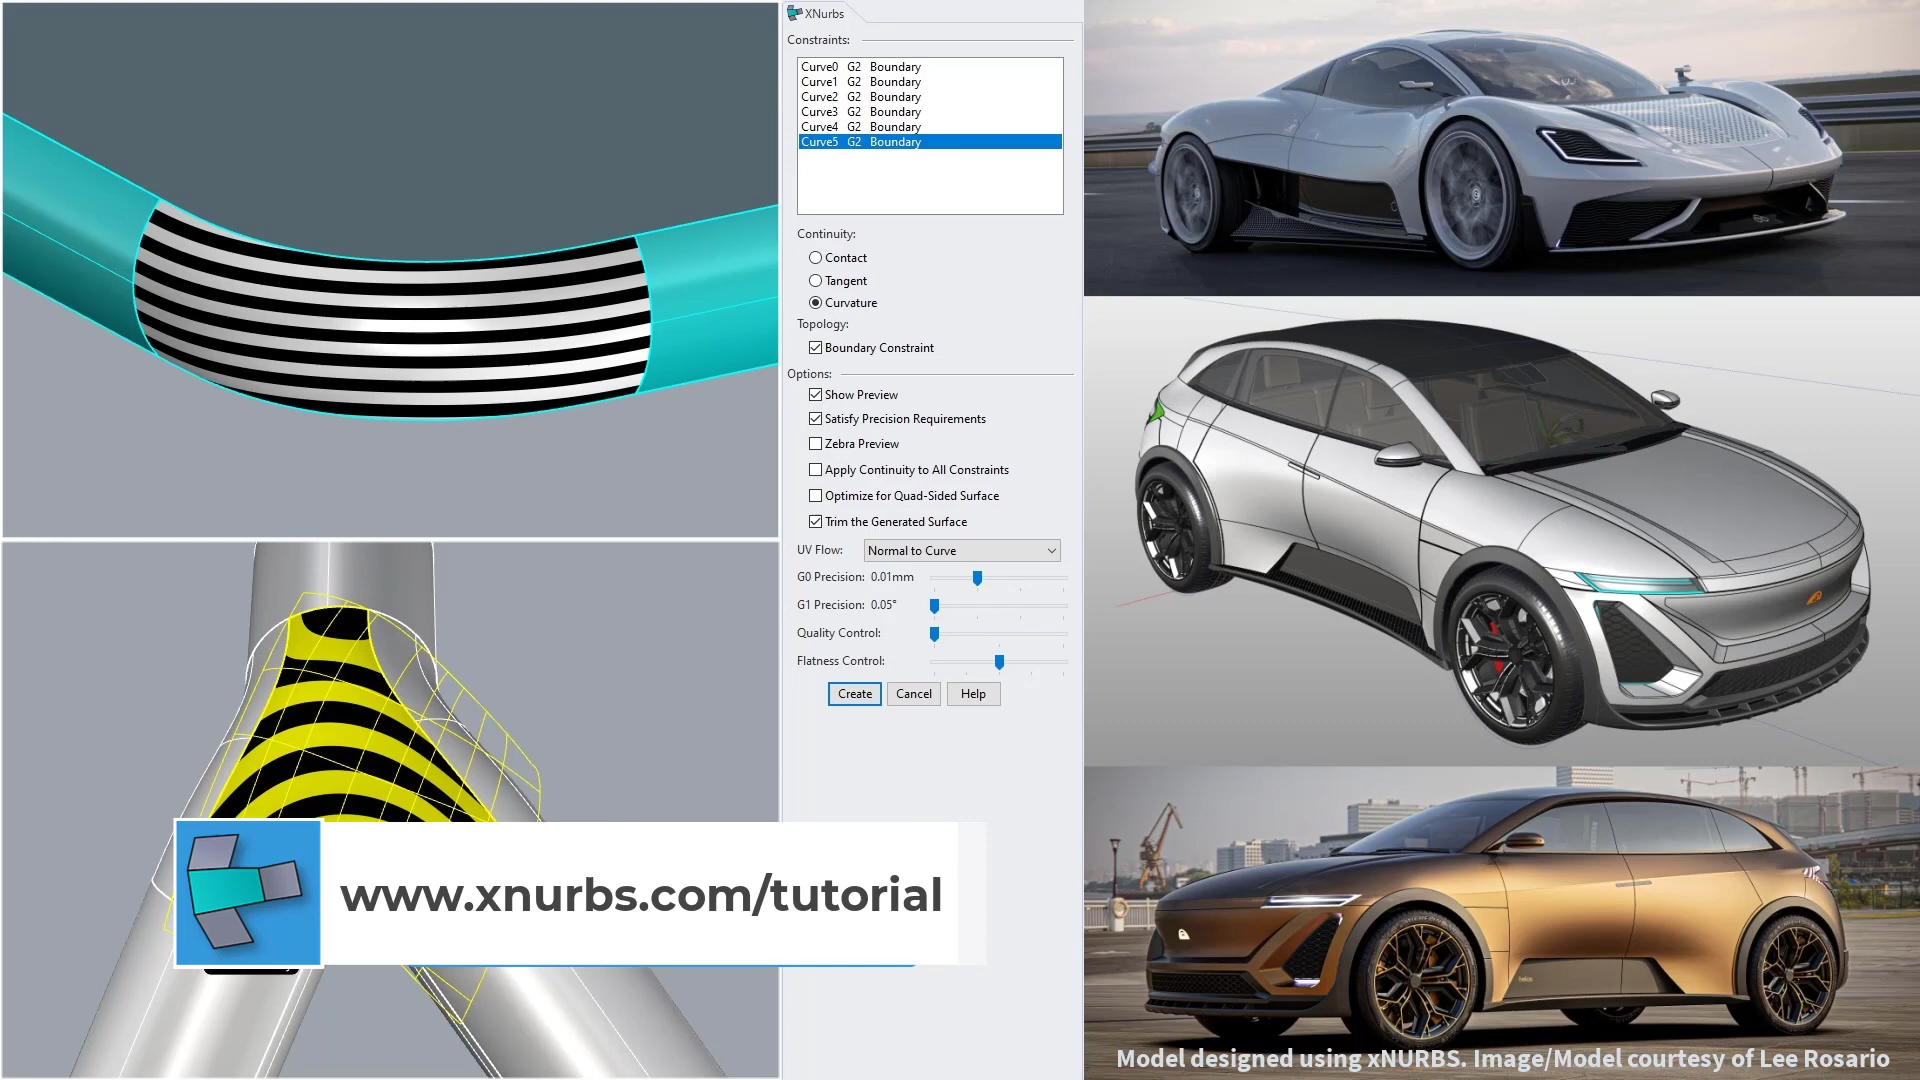 XNurbs
Constraints:
Curve0 G2 Boundary
Curve1 G2 Boundary
Curve2 G2 Boundary
Curve3 G2 Boundary
Curve4 G2 Boundary
Curve5 G2 Boundary
Continuity:
Contact
Tangent
Curvature
Topology:
Boundary Constraint
Options:
Show Preview
Satisfy Precision Requirements
Zebra Preview
Apply Continuity to All Constraints
Optimize for Quad-Sided Surface
Trim the Generated Surface
UV Flow: Normal to Curve
G0 Precision: 0.01mm
G1 Precision: 0.05°
Quality Control:
Flatness Control:
Create Cancel Help
www.xnurbs.com/tutorial
helios
Model designed using xNURBS. Image/Model courtesy of Lee Rosario